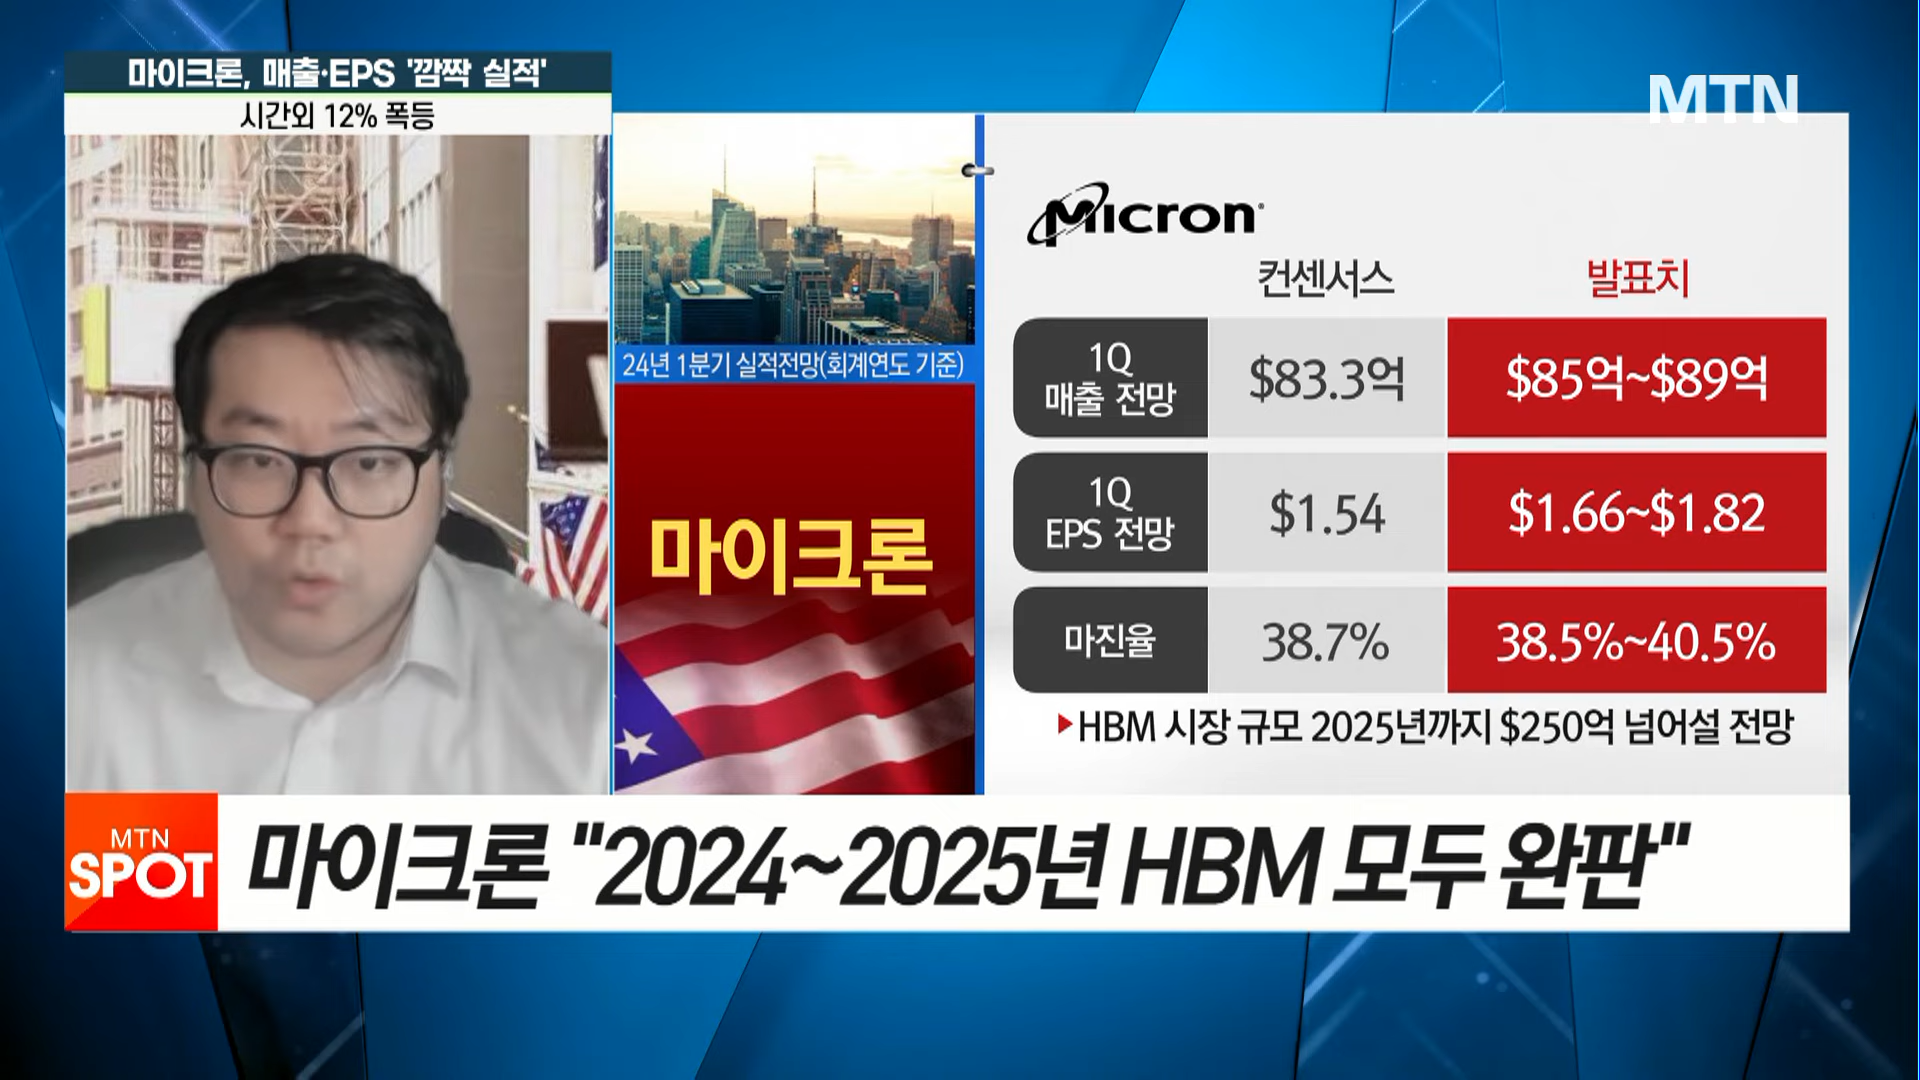 마이크론, 매출·EPS '깜짝 실적'
시간외 12% 폭등
MTN
24년 1분기 실적전망(회계연도 기준)
마이크론
Micron
컨센서스 발표치
1Q 매출 전망 $83.3억 $85억~$89억
1Q EPS 전망 $1.54 $1.66~$1.82
마진율 38.7% 38.5%~40.5%
▶HBM 시장 규모 2025년까지 $250억 넘어설 전망
MTN
SPOT
마이크론 "2024~2025년 HBM 모두 완판"